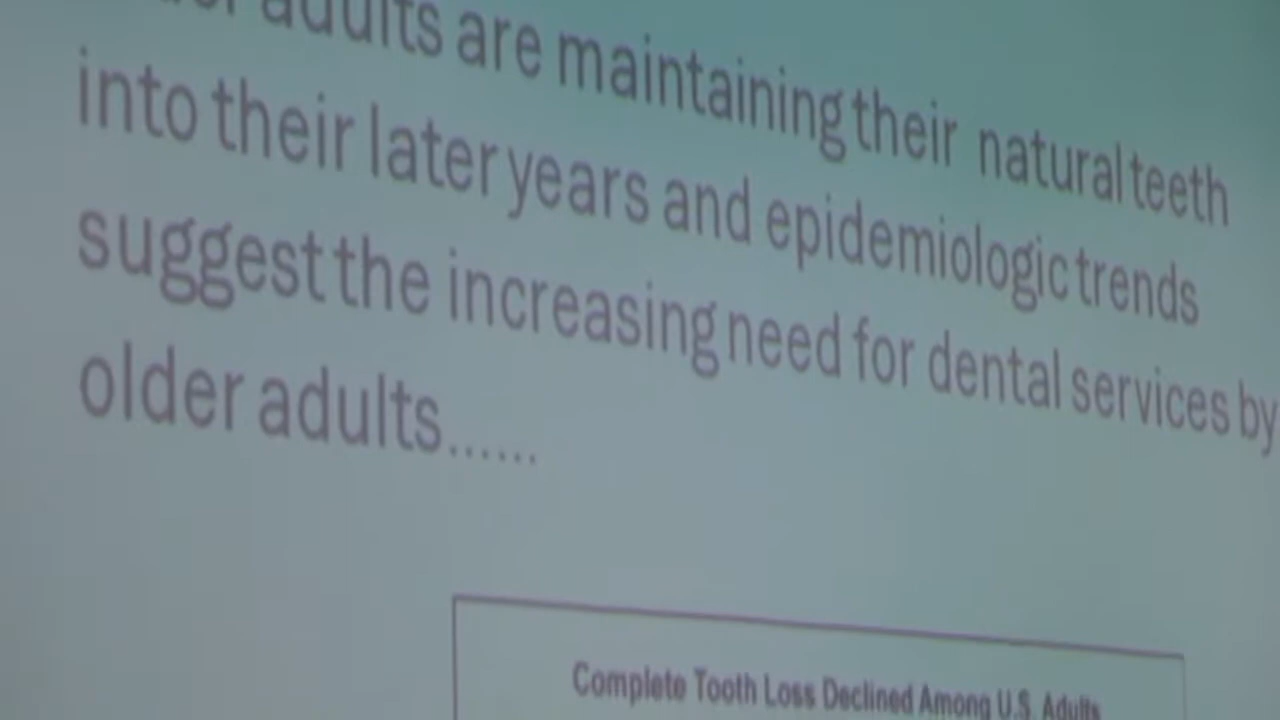 adults are maintaining their natural teeth
into their later years and epidemiologic trends
suggest the increasing need for dental services by
older adults......
Complete Tooth Loss Declined Among U.S. Adults